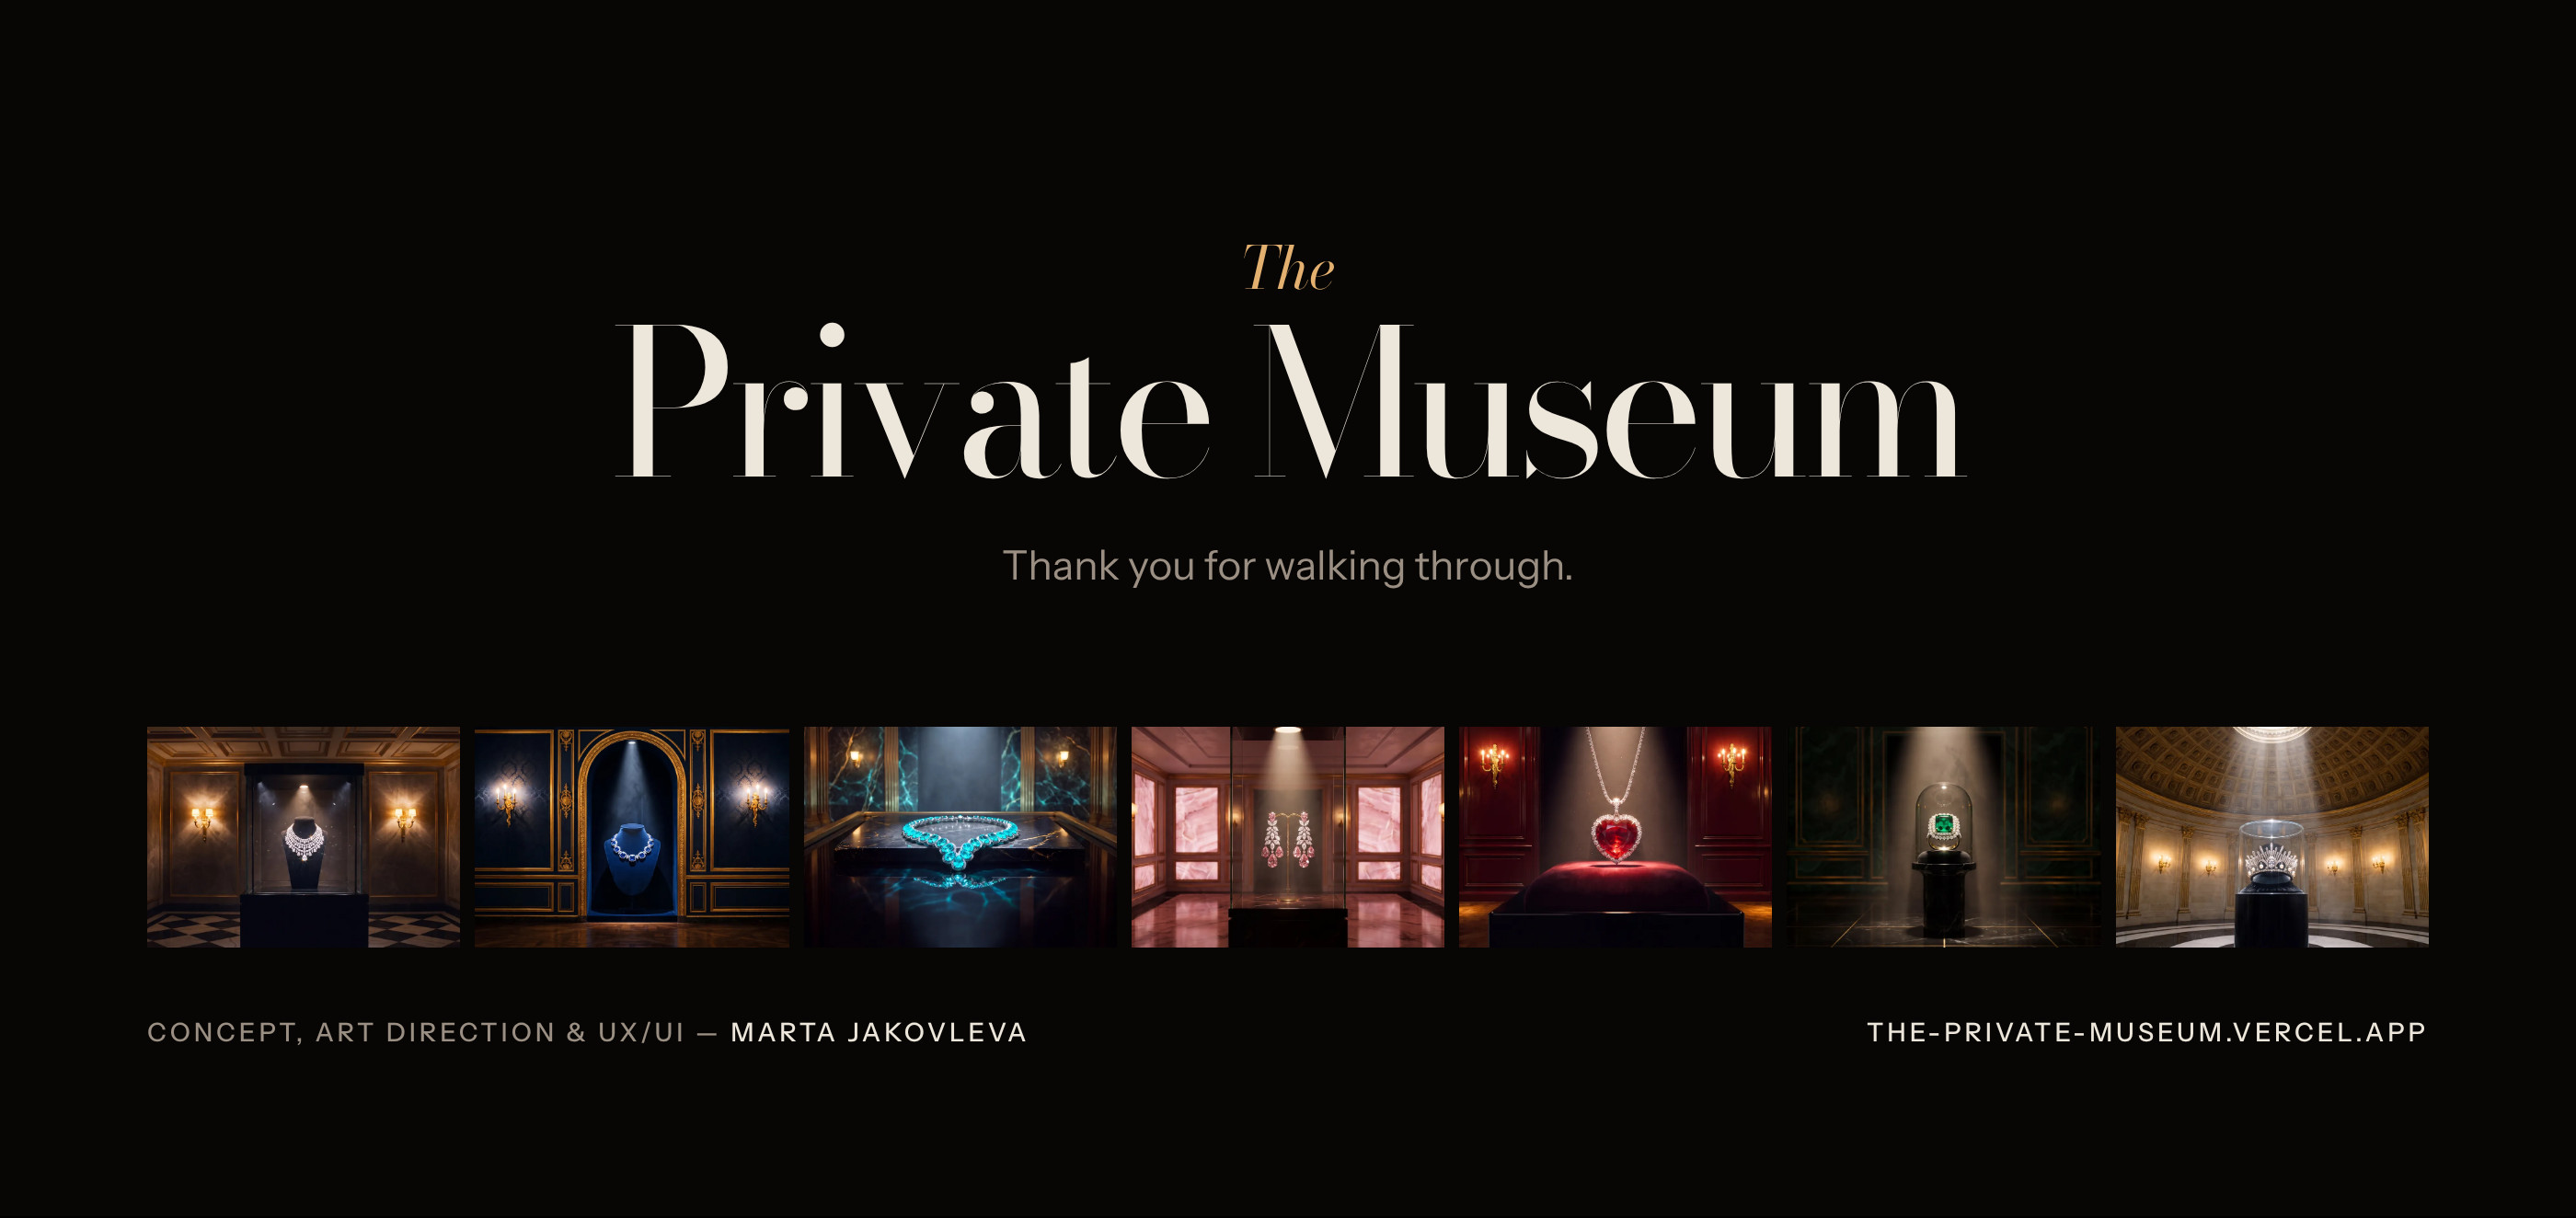 The
Private Museum
Thank you for walking through.
CONCEPT, ART DIRECTION & UX/UI — MARTA JAKOVLEVA
THE-PRIVATE-MUSEUM.VERCEL.APP